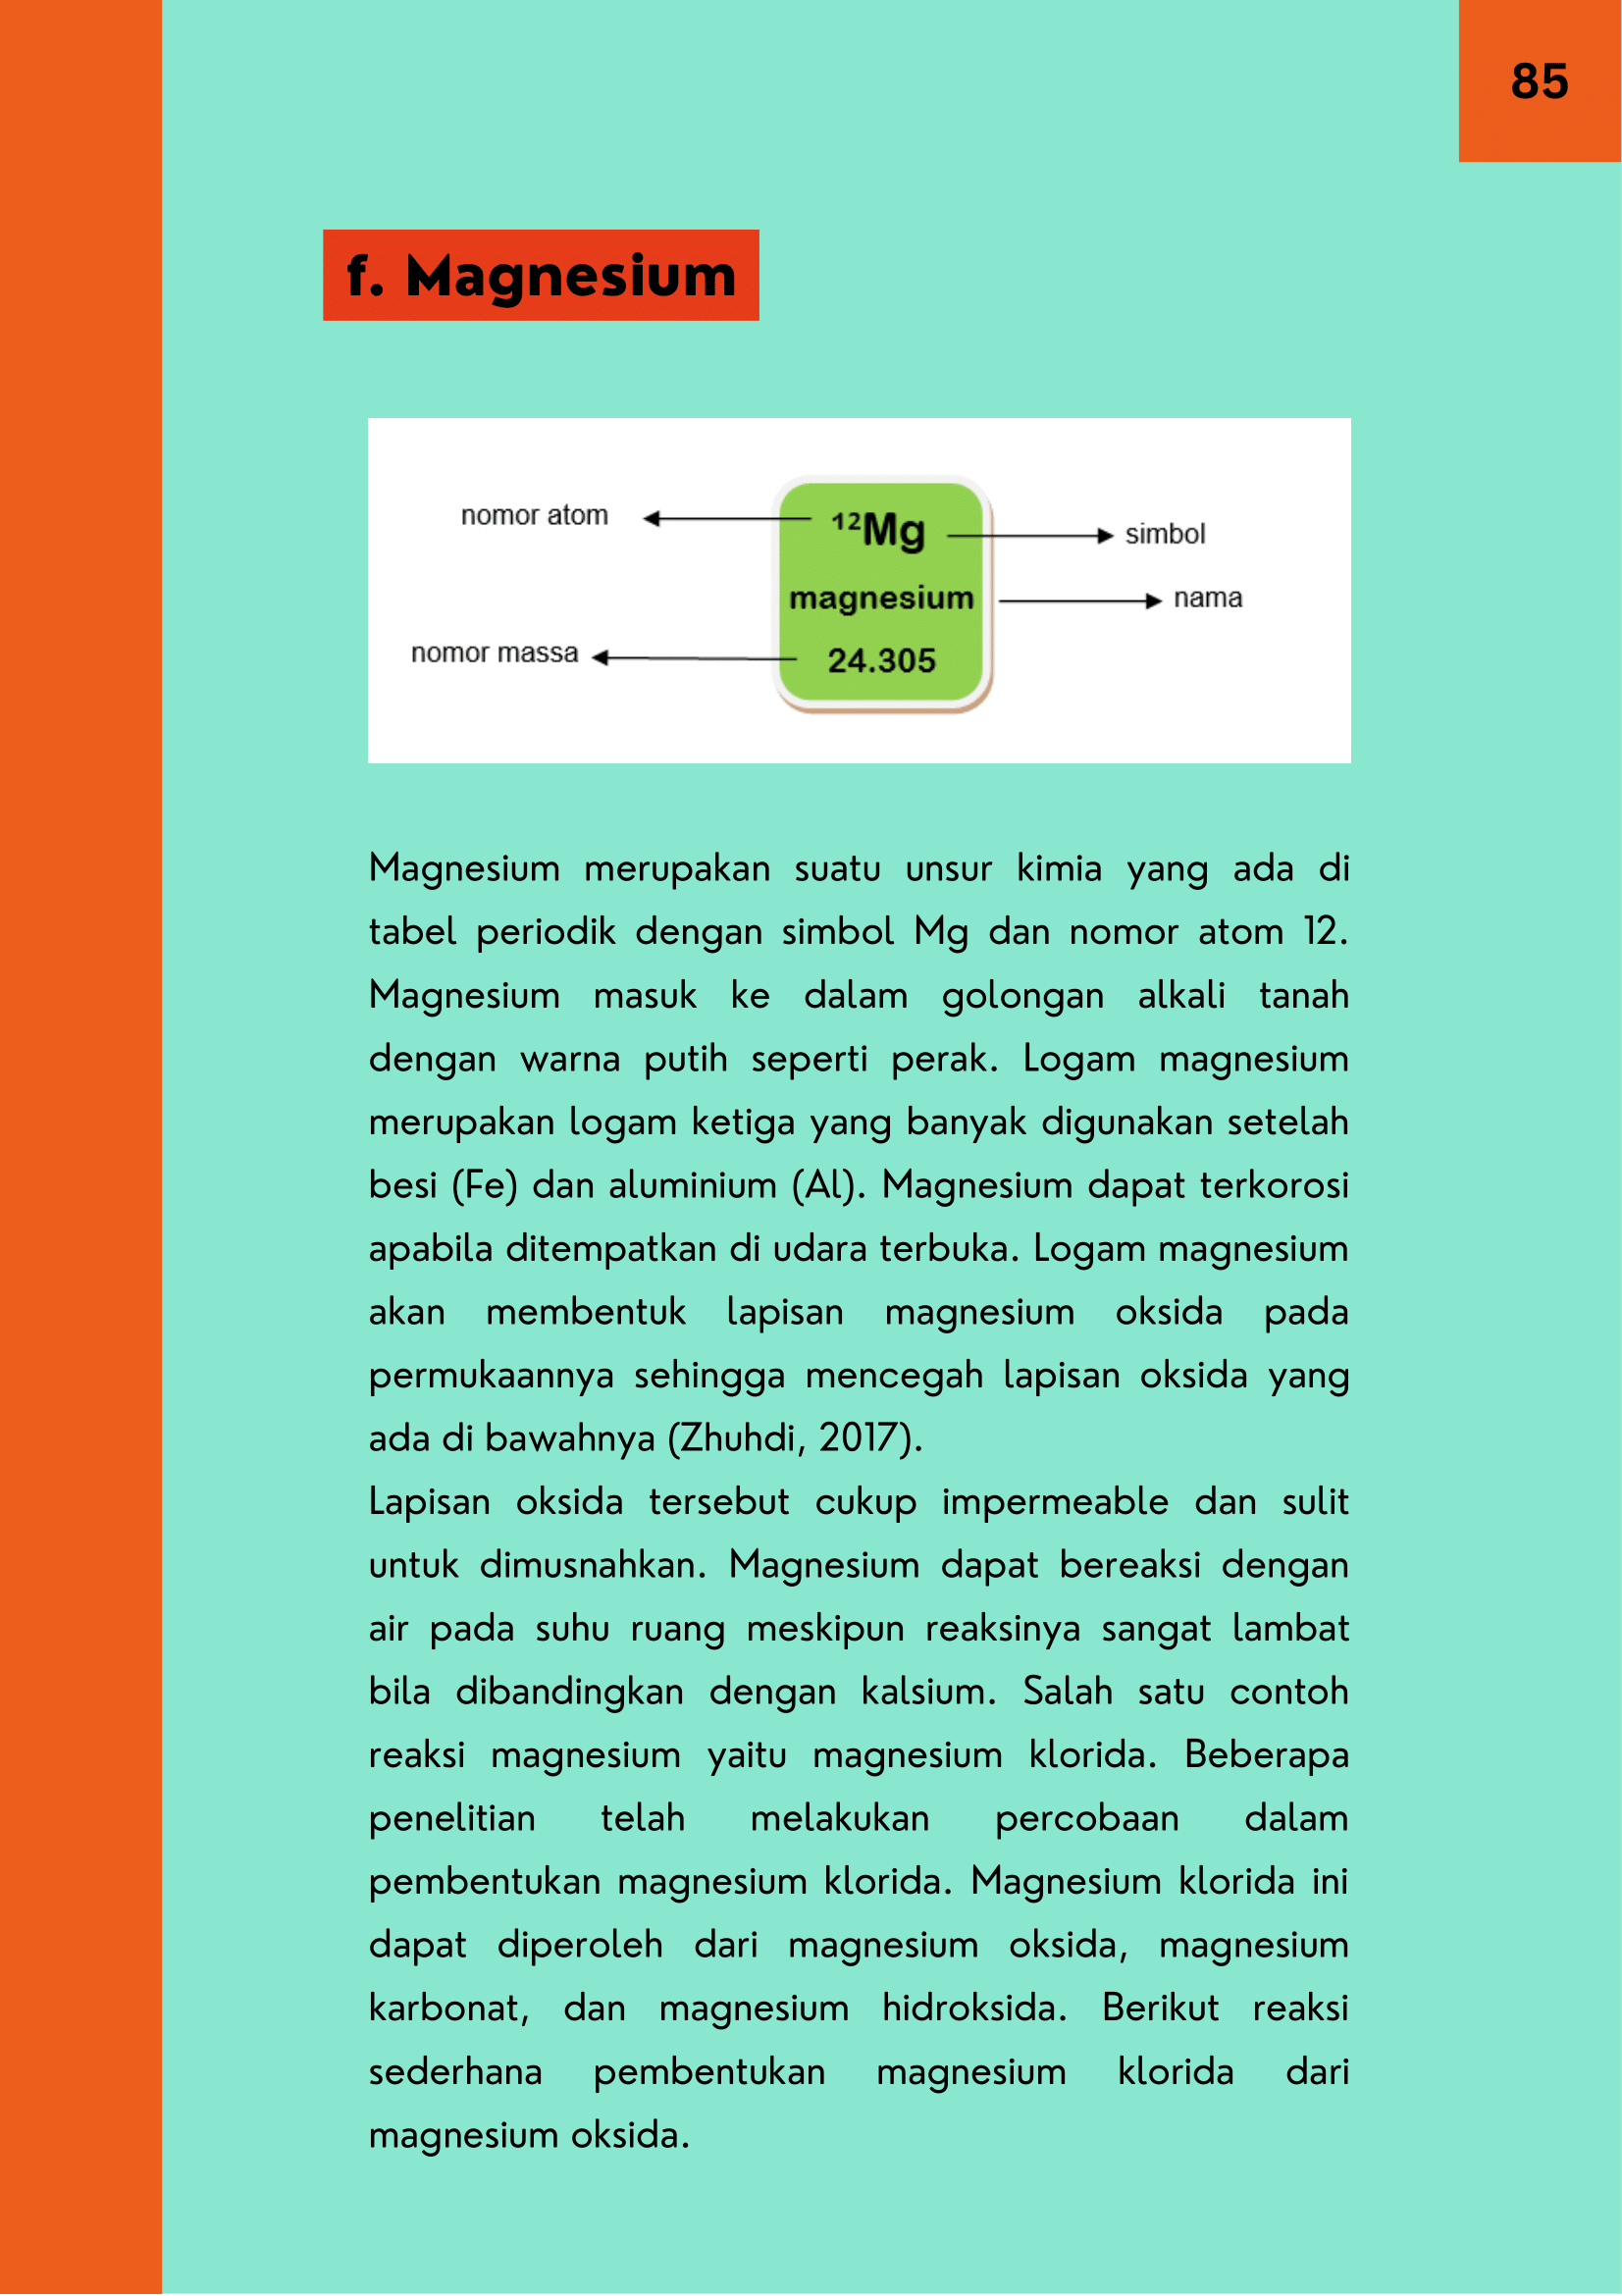 85
f. Magnesium
nomor atom
¹²Mg
simbol
magnesium
nama
nomor massa
24.305
Magnesium merupakan suatu unsur kimia yang ada di
tabel periodik dengan simbol Mg dan nomor atom 12.
Magnesium masuk ke dalam golongan alkali tanah
dengan warna putih seperti perak. Logam magnesium
merupakan logam ketiga yang banyak digunakan setelah
besi (Fe) dan aluminium (Al). Magnesium dapat terkorosi
apabila ditempatkan di udara terbuka. Logam magnesium
akan membentuk lapisan magnesium oksida pada
permukaannya sehingga mencegah lapisan oksida yang
ada di bawahnya (Zhuhdi, 2017).
Lapisan oksida tersebut cukup impermeable dan sulit
untuk dimusnahkan. Magnesium dapat bereaksi dengan
air pada suhu ruang meskipun reaksinya sangat lambat
bila dibandingkan dengan kalsium. Salah satu contoh
reaksi magnesium yaitu magnesium klorida. Beberapa
penelitian telah melakukan percobaan dalam
pembentukan magnesium klorida. Magnesium klorida ini
dapat diperoleh dari magnesium oksida, magnesium
karbonat, dan magnesium hidroksida. Berikut reaksi
sederhana pembentukan magnesium klorida dari
magnesium oksida.